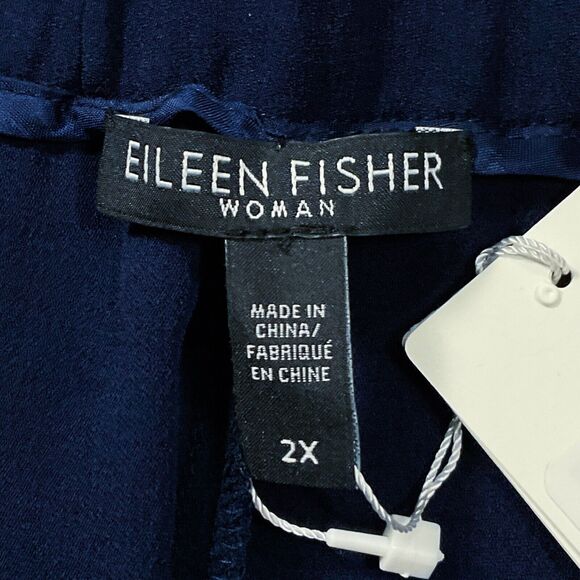 EILEEN FISHER
WOMAN
MADE IN
CHINA/
FABRIQUÉ
EN CHINE
2X